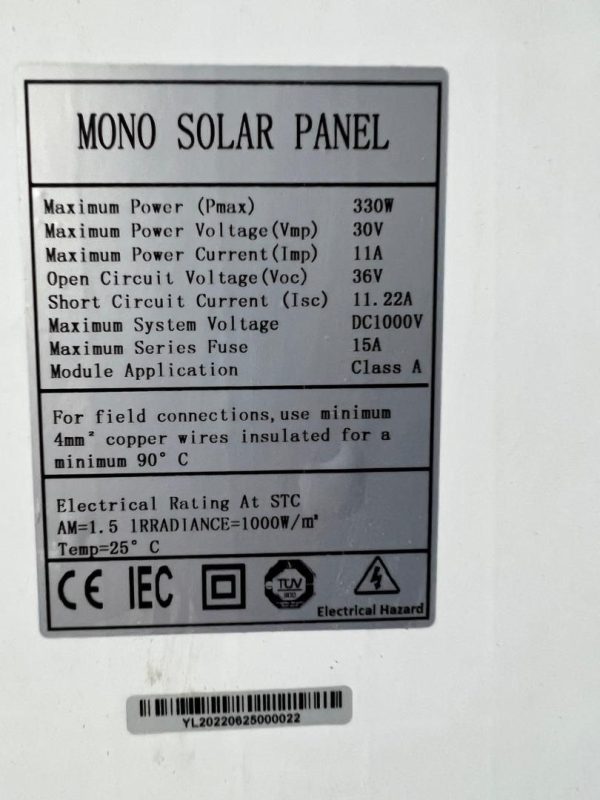 MONO SOLAR PANEL
Maximum Power (Pmax) 330W
Maximum Power Voltage(Vmp) 30V
Maximum Power Current(Imp) 11A
Open Circuit Voltage(Voc) 36V
Short Circuit Current (Isc) 11.22A
Maximum System Voltage DC1000V
Maximum Series Fuse 15A
Module Application Class A
For field connections,use minimum
4mm² copper wires insulated for a
minimum 90° C
Electrical Rating At STC
AM=1.5 1RRADIANCE=1000W/m²
Temp=25° C
CE IEC TUV
Electrical Hazard
YL20220625000022